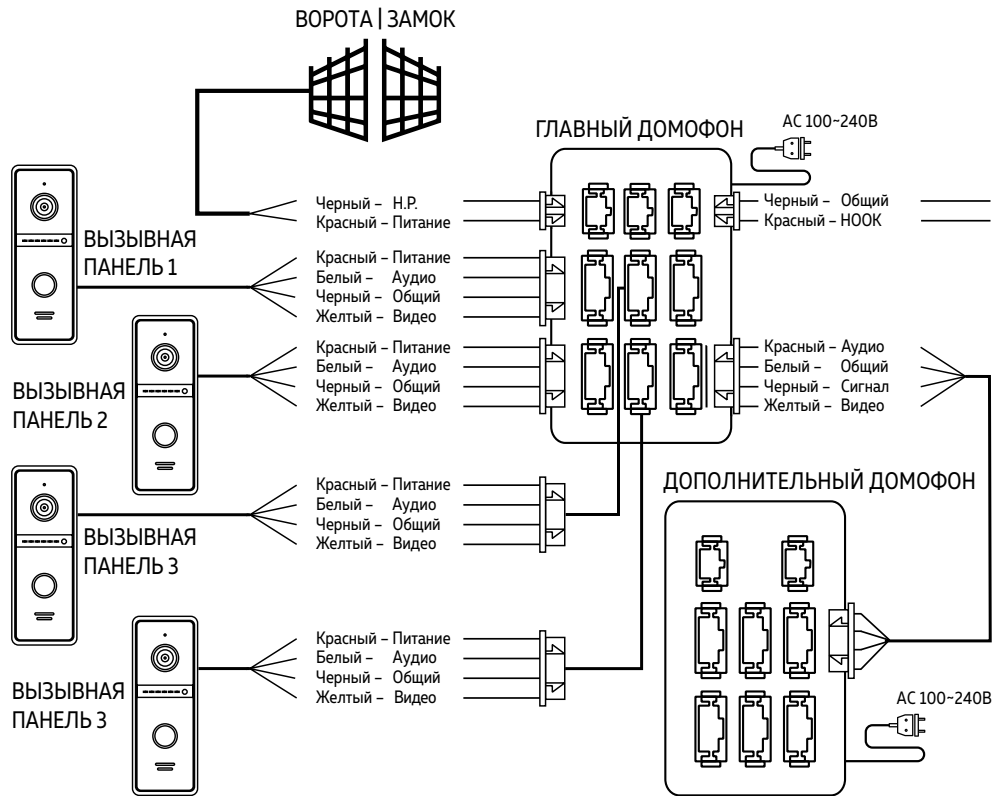 ВОРОТА | ЗАМОК
ГЛАВНЫЙ ДОМОФОН
AC 100~240В
Черный – Н.Р.
Красный – Питание
Черный – Общий
Красный – HOOK
ВЫЗЫВНАЯ
ПАНЕЛЬ 1
Красный – Питание
Белый – Аудио
Черный – Общий
Желтый – Видео
ВЫЗЫВНАЯ
ПАНЕЛЬ 2
Красный – Питание
Белый – Аудио
Черный – Общий
Желтый – Видео
Красный – Аудио
Белый – Общий
Черный – Сигнал
Желтый – Видео
ДОПОЛНИТЕЛЬНЫЙ ДОМОФОН
ВЫЗЫВНАЯ
ПАНЕЛЬ 3
Красный – Питание
Белый – Аудио
Черный – Общий
Желтый – Видео
ВЫЗЫВНАЯ
ПАНЕЛЬ 3
Красный – Питание
Белый – Аудио
Черный – Общий
Желтый – Видео
AC 100~240В